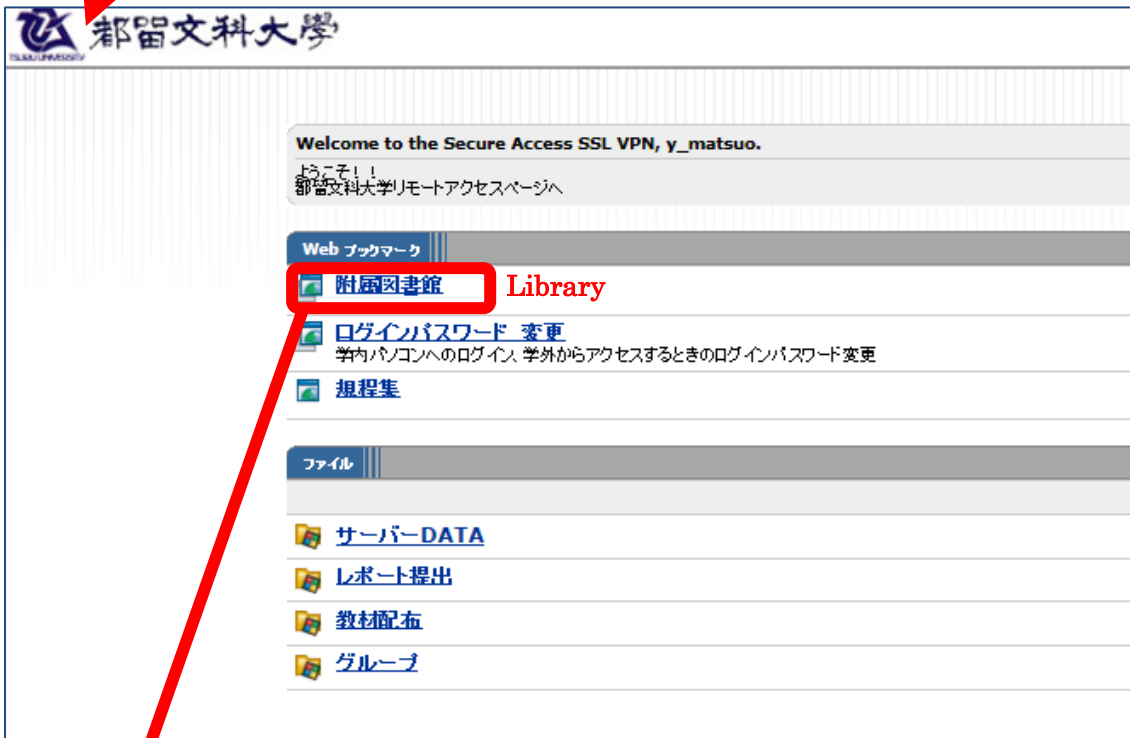 都留文科大學
TSURU UNIVERSITY
Welcome to the Secure Access SSL VPN, y_matsuo.
ようこそ！！
都留文科大学リモートアクセスページへ
Web ブックマーク
附属図書館 Library
ログインパスワード 変更
学内パソコンへのログイン、学外からアクセスするときのログインパスワード変更
規程集
ファイル
サーバーDATA
レポート提出
教材配布
グループ